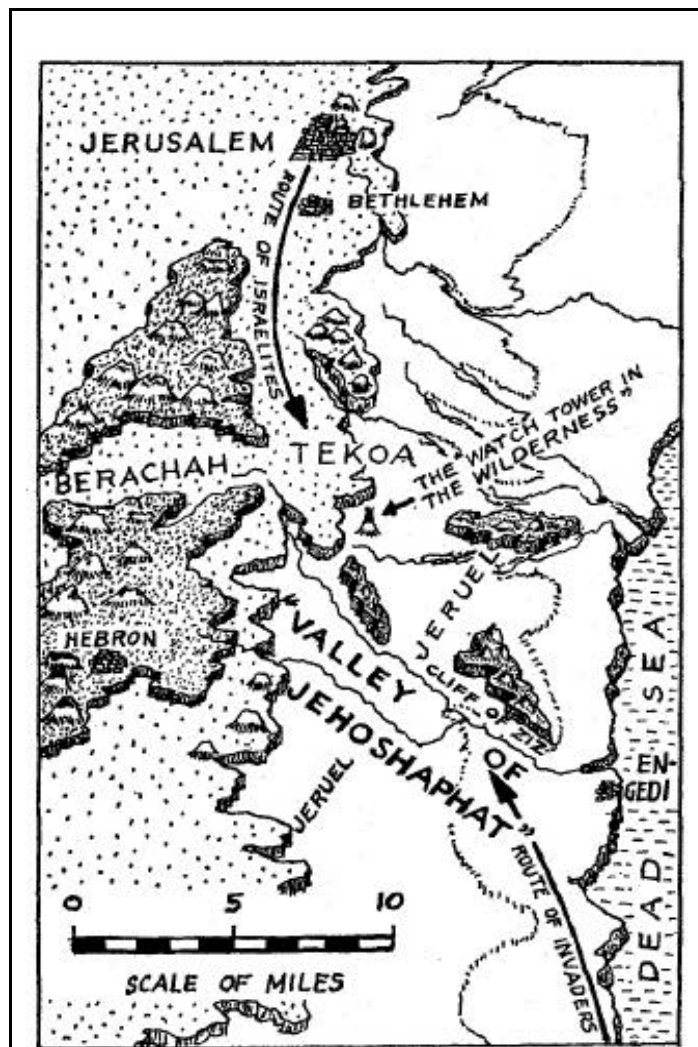 JERUSALEM
BETHLEHEM
ROUTE OF ISRAELITES
TEKOA
"THE WATCH TOWER IN
THE WILDERNESS"
BERACHAH
JERUEL
CLIFF OF ZIZ
"VALLEY OF
JEHOSHAPHAT"
HEBRON
JERUEL
EN-
GEDI
DEAD SEA
ROUTE OF INVADERS
0 5 10
SCALE OF MILES